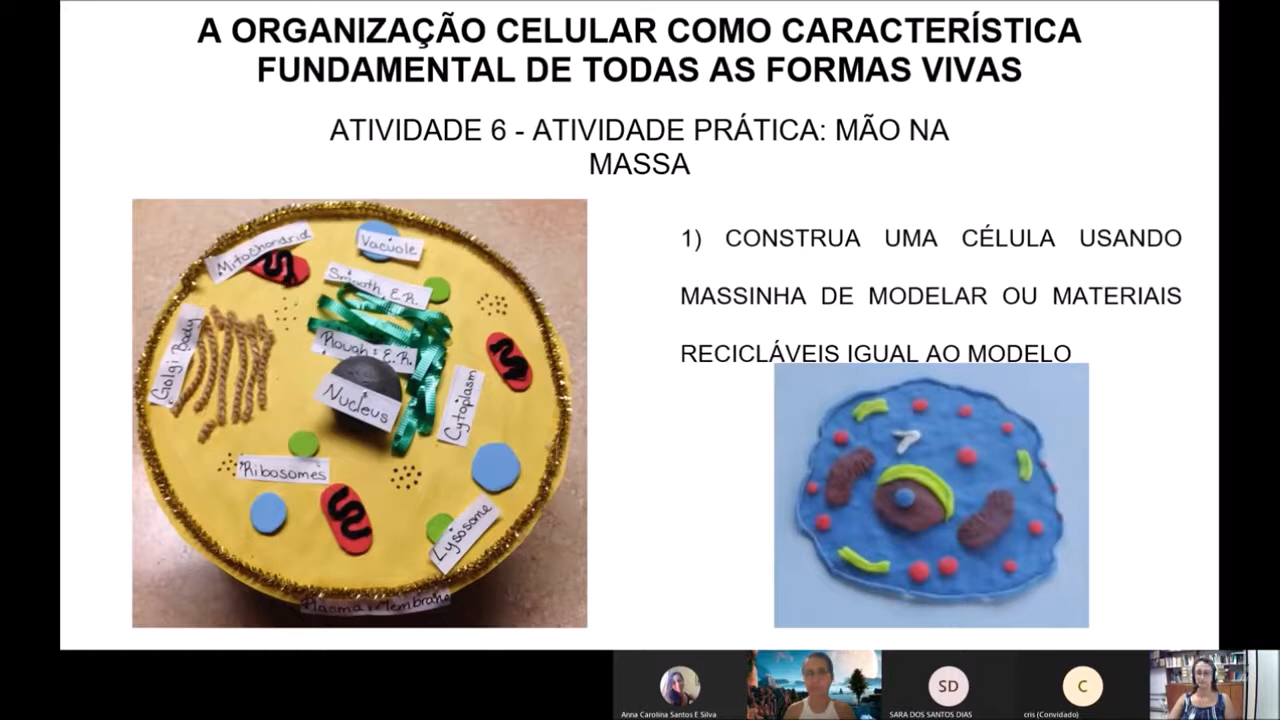 A ORGANIZAÇÃO CELULAR COMO CARACTERÍSTICA
FUNDAMENTAL DE TODAS AS FORMAS VIVAS
ATIVIDADE 6 - ATIVIDADE PRÁTICA: MÃO NA
MASSA
Mitochondria
Vacuole
Smooth E.R.
Rough E.R.
Golgi Body
Nucleus
Cytoplasm
Ribosomes
Lysosome
Plasma Membrane
1) CONSTRUA UMA CÉLULA USANDO
MASSINHA DE MODELAR OU MATERIAIS
RECICLÁVEIS IGUAL AO MODELO
Anna Carolina Santos E Silva
SD
SARA DOS SANTOS DIAS
C
cris (Convidado)